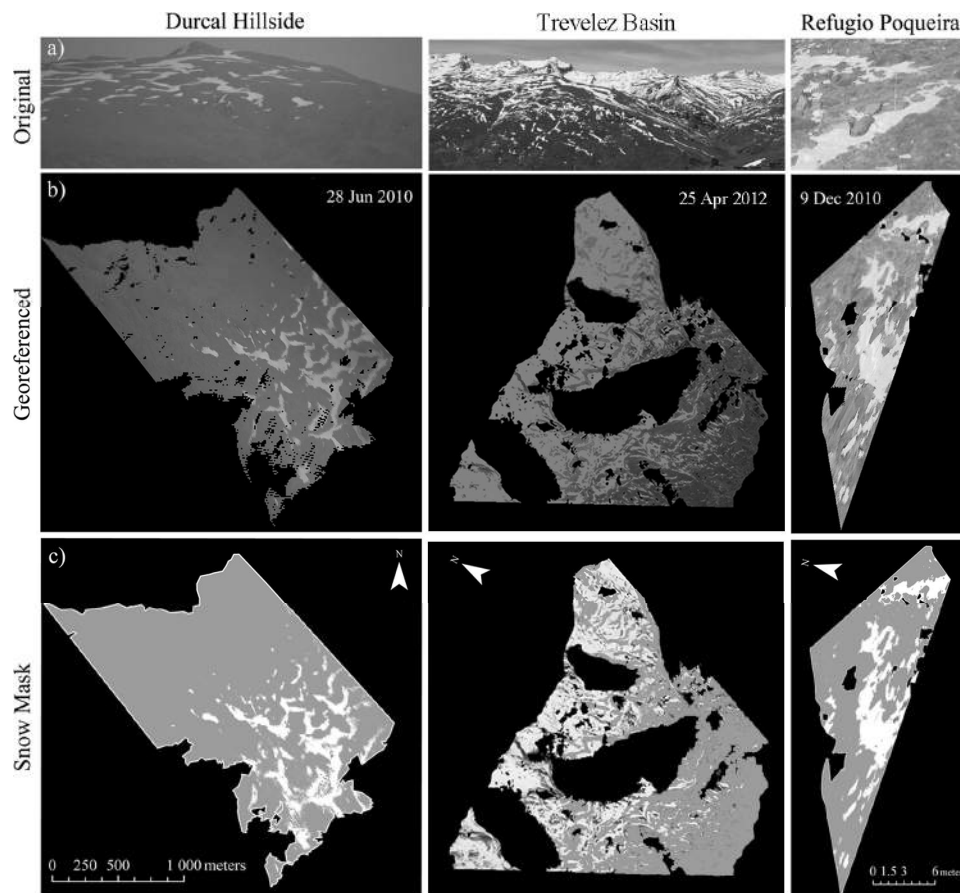 Durcal Hillside
Trevelez Basin
Refugio Poqueira
Original
a)
Georeferenced
b)
28 Jun 2010
25 Apr 2012
9 Dec 2010
Snow Mask
c)
N
N
N
0 250 500 1 000 meters
0 1.5 3 6 mete